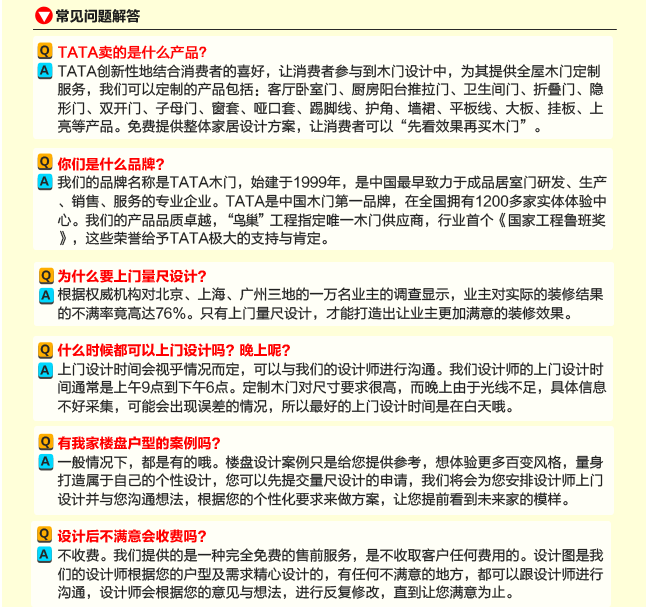 常见问题解答
Q TATA卖的是什么产品?
A TATA创新性地结合消费者的喜好，让消费者参与到木门设计中，为其提供全屋木门定制
服务，我们可以定制的产品包括：客厅卧室门、厨房阳台推拉门、卫生间门、折叠门、隐
形门、双开门、子母门、窗套、哑口套、踢脚线、护角、墙裙、平板线、大板、挂板、上
亮等产品。免费提供整体家居设计方案，让消费者可以“先看效果再买木门”。
Q 你们是什么品牌?
A 我们的品牌名称是TATA木门，始建于1999年，是中国最早致力于成品居室门研发、生产
、销售、服务的专业企业。TATA是中国木门第一品牌，在全国拥有1200多家实体体验中
心。我们的产品品质卓越，“鸟巢”工程指定唯一木门供应商，行业首个《国家工程鲁班奖
》，这些荣誉给予TATA极大的支持与肯定。
Q 为什么要上门量尺设计?
A 根据权威机构对北京、上海、广州三地的一万名业主的调查显示，业主对实际的装修结果
的不满率竟高达76%。只有上门量尺设计，才能打造出让业主更加满意的装修效果。
Q 什么时候都可以上门设计吗? 晚上呢?
A 上门设计时间会视乎情况而定，可以与我们的设计师进行沟通。我们设计师的上门设计时
间通常是上午9点到下午6点。定制木门对尺寸要求很高，而晚上由于光线不足，具体信息
不好采集，可能会出现误差的情况，所以最好的上门设计时间是在白天哦。
Q 有我家楼盘户型的案例吗?
A 一般情况下，都是有的哦。楼盘设计案例只是给您提供参考，想体验更多百变风格，量身
打造属于自己的个性设计，您可以先提交量尺设计的申请，我们将会为您安排设计师上门
设计并与您沟通想法，根据您的个性化要求来做方案，让您提前看到未来家的模样。
Q 设计后不满意会收费吗?
A 不收费。我们提供的是一种完全免费的售前服务，是不收取客户任何费用的。设计图是我
们的设计师根据您的户型及需求精心设计的，有任何不满意的地方，都可以跟设计师进行
沟通，设计师会根据您的意见与想法，进行反复修改，直到让您满意为止。